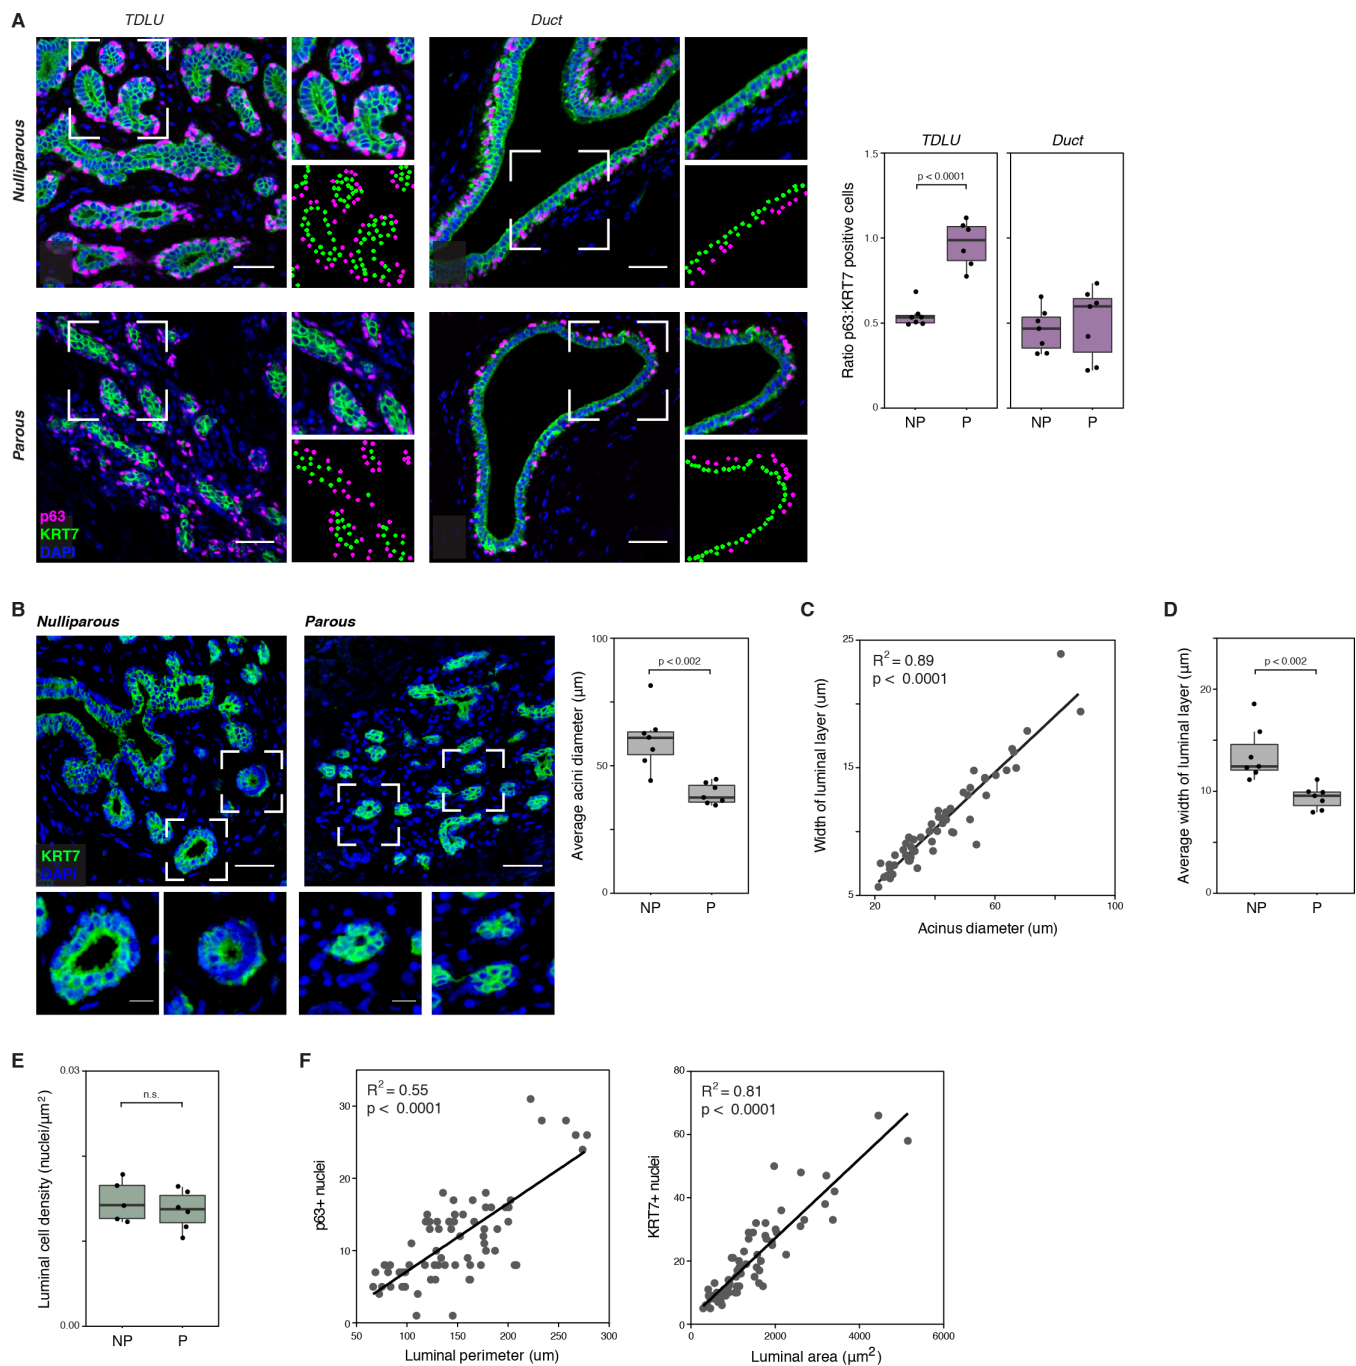 A
TDLU
Duct
Nulliparous
Parous
p63
KRT7
DAPI
TDLU
Duct
Ratio p63:KRT7 positive cells
1.5
1.0
0.5
0
p < 0.0001
NP
P
NP
P
B
Nulliparous
Parous
KRT7
DAPI
Average acini diameter (μm)
100
50
0
p < 0.002
NP
P
C
Width of luminal layer (um)
25
15
5
R2 = 0.89
p < 0.0001
20
60
100
Acinus diameter (um)
D
Average width of luminal layer (μm)
20
10
0
p < 0.002
NP
P
E
Luminal cell density (nuclei/μm2)
0.03
0.00
n.s.
NP
P
F
p63+ nuclei
30
20
10
0
R2 = 0.55
p < 0.0001
50
100
150
200
250
300
Luminal perimeter (um)
KRT7+ nuclei
80
60
40
20
0
R2 = 0.81
p < 0.0001
0
2000
4000
6000
Luminal area (μm2)